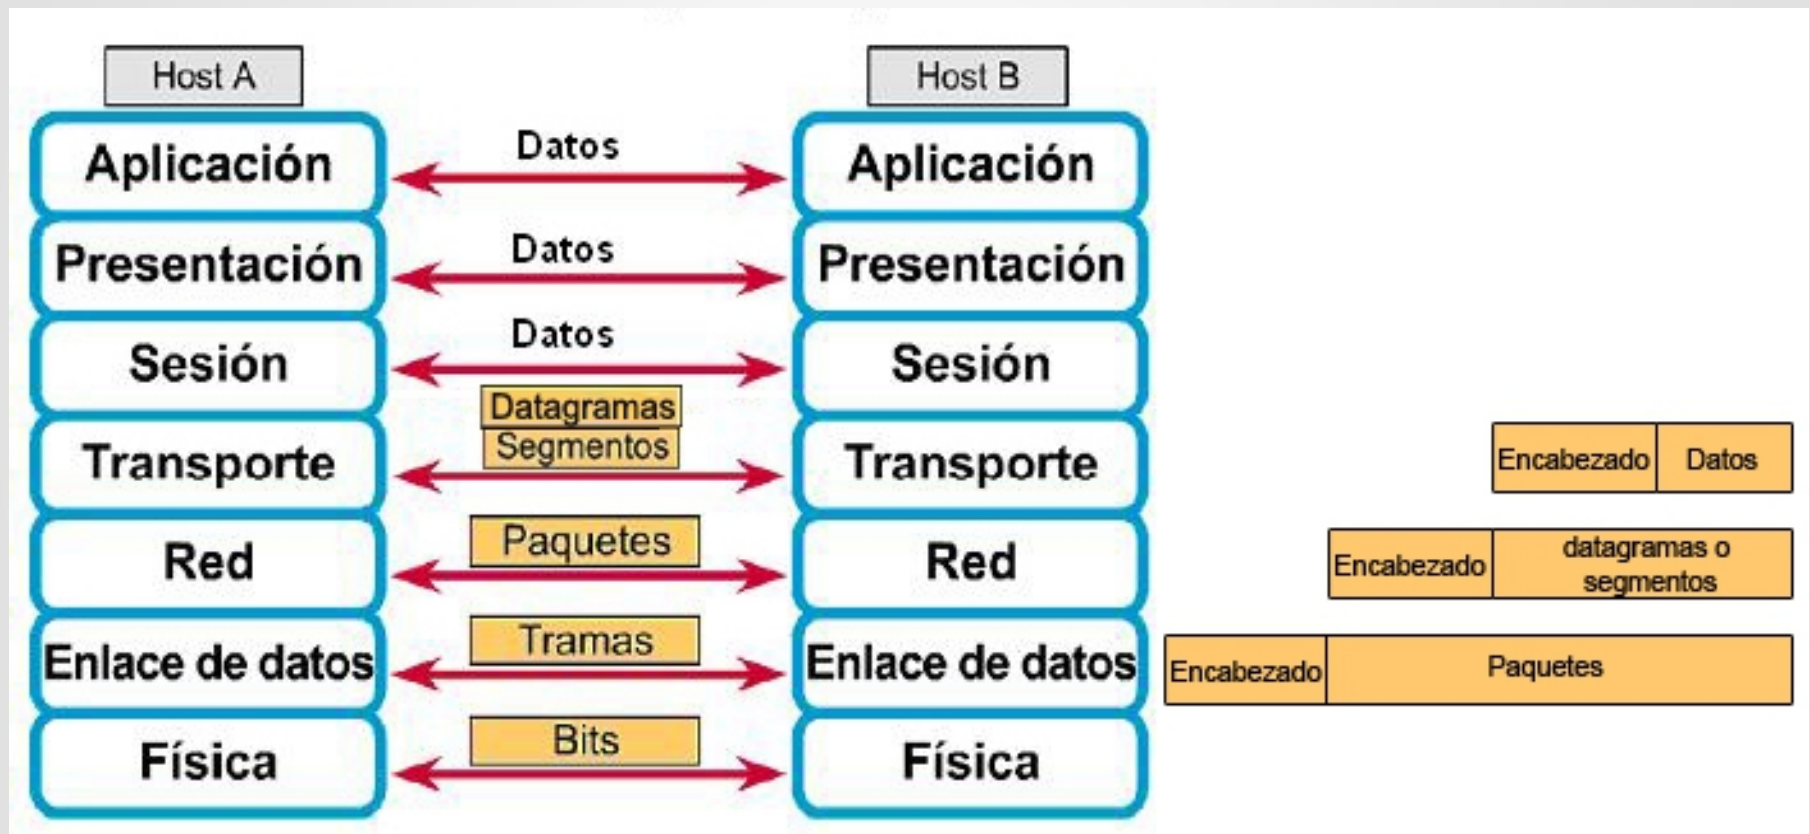 Host A
Host B
Aplicación
Datos
Aplicación
Presentación
Datos
Presentación
Sesión
Datos
Sesión
Transporte
Datagramas
Segmentos
Transporte
Encabezado
Datos
Red
Paquetes
Red
Encabezado
datagramas o
segmentos
Enlace de datos
Tramas
Enlace de datos
Encabezado
Paquetes
Física
Bits
Física